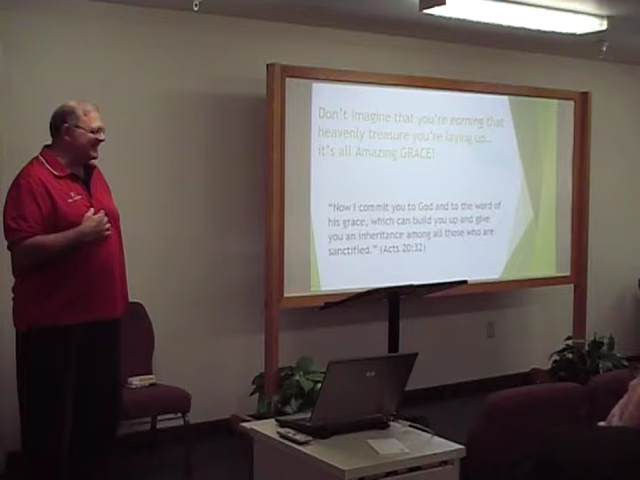 Don't imagine that you're earning that
heavenly treasure you're laying up...
it's all Amazing GRACE!
"Now I commit you to God and to the word of
his grace, which can build you up and give
you an inheritance among all those who are
sanctified." (Acts 20:32)